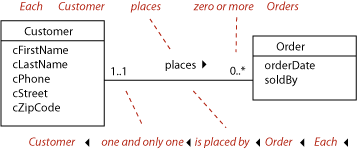 Each Customer places zero or more Orders
Customer
cFirstName
cLastName
cPhone
cStreet
cZipCode
1..1
places
0..*
Order
orderDate
soldBy
Customer one and only one is placed by Order Each